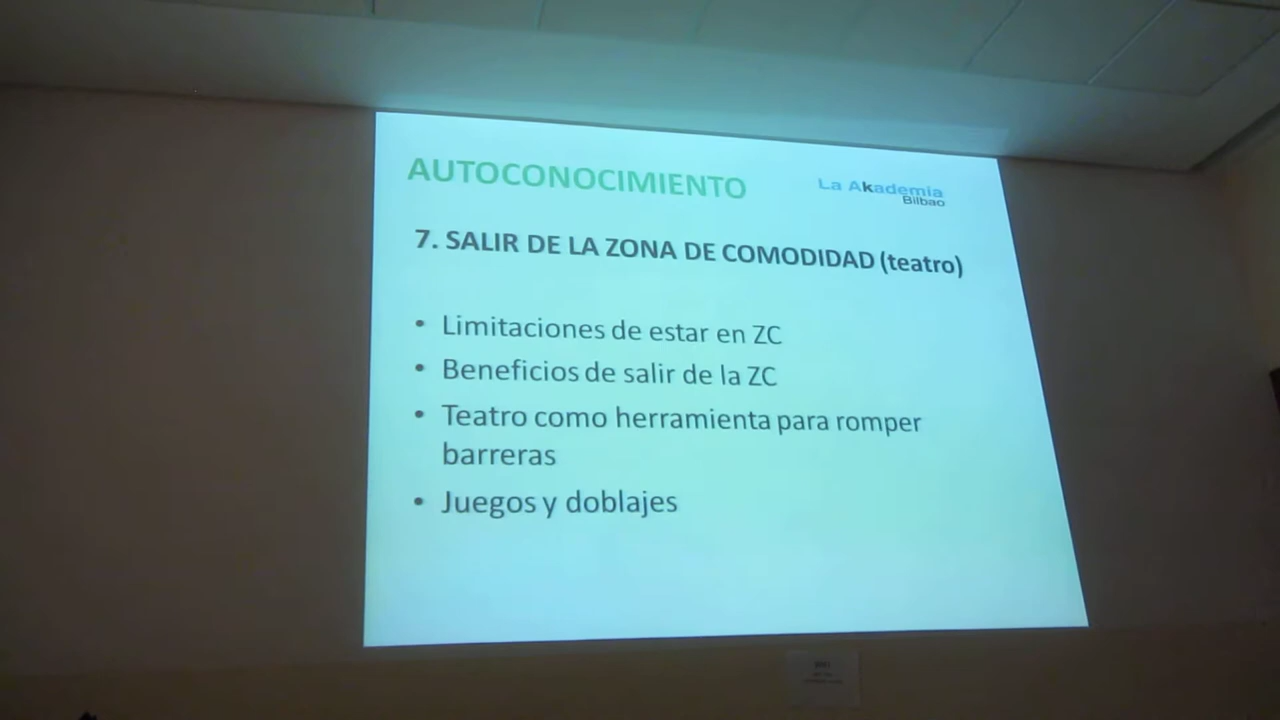 AUTOCONOCIMIENTO
La Akademia
Bilbao
7. SALIR DE LA ZONA DE COMODIDAD (teatro)
• Limitaciones de estar en ZC
• Beneficios de salir de la ZC
• Teatro como herramienta para romper
barreras
• Juegos y doblajes